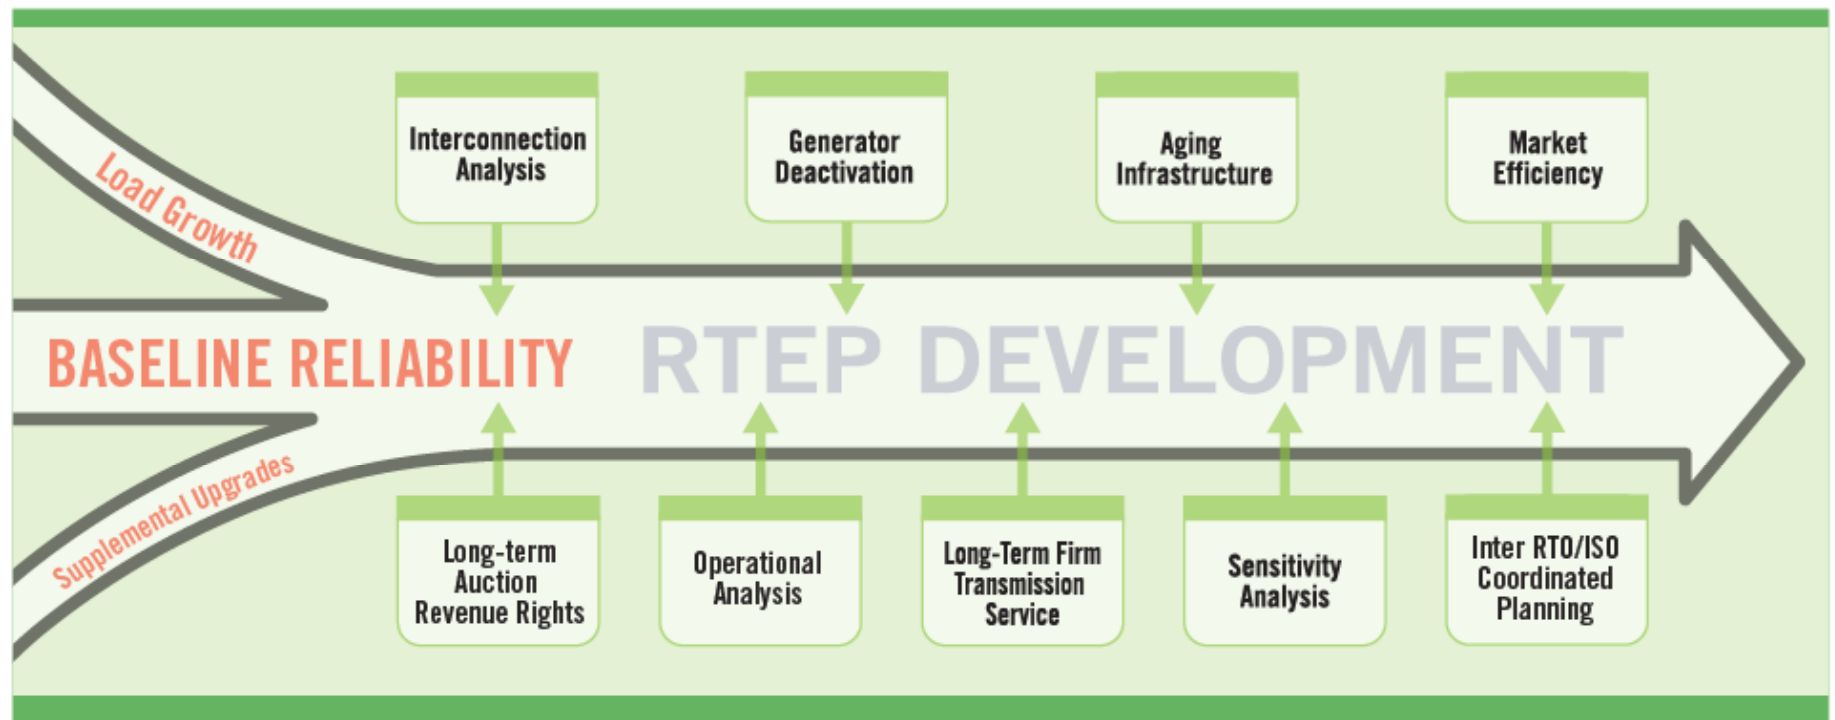 Interconnection
Analysis
Generator
Deactivation
Aging
Infrastructure
Market
Efficiency
Load Growth
BASELINE RELIABILITY
RTEP DEVELOPMENT
Supplemental Upgrades
Long-term
Auction
Revenue Rights
Operational
Analysis
Long-Term Firm
Transmission
Service
Sensitivity
Analysis
Inter RTO/ISO
Coordinated
Planning